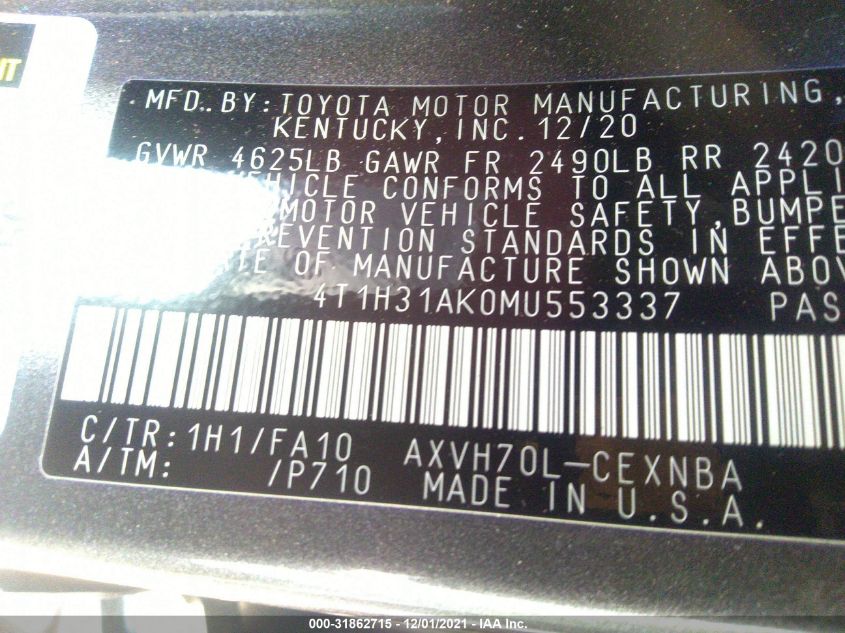 MFD. BY: TOYOTA MOTOR MANUFACTURING,
KENTUCKY, INC. 12/20
GVWR 4625LB GAWR FR 2490LB RR 2420
VEHICLE CONFORMS TO ALL APPLI
MOTOR VEHICLE SAFETY, BUMPE
REVENTION STANDARDS IN EFFE
TE OF MANUFACTURE SHOWN ABOV
4T1H31AK0MU553337 PAS
C/TR: 1H1/FA10 AXVH70L-CEXNBA
A/TM: /P710 MADE IN U.S.A.
000-31862715 - 12/01/2021 - IAA Inc.